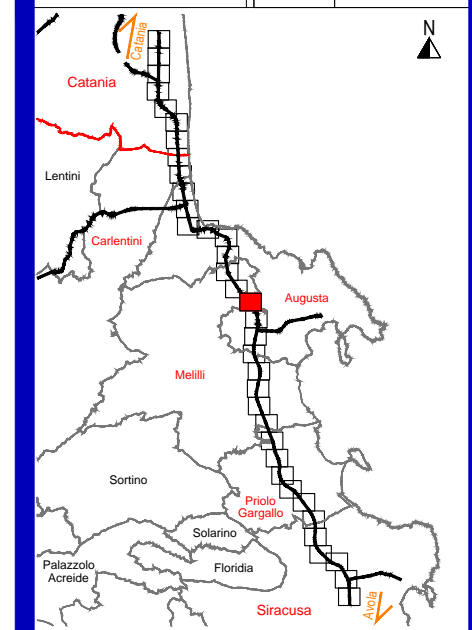 N
Catania
Catania
Lentini
Carlentini
Augusta
Melilli
Sortino
Priolo
Gargallo
Solarino
Palazzolo
Acreide
Floridia
Siracusa
Avola